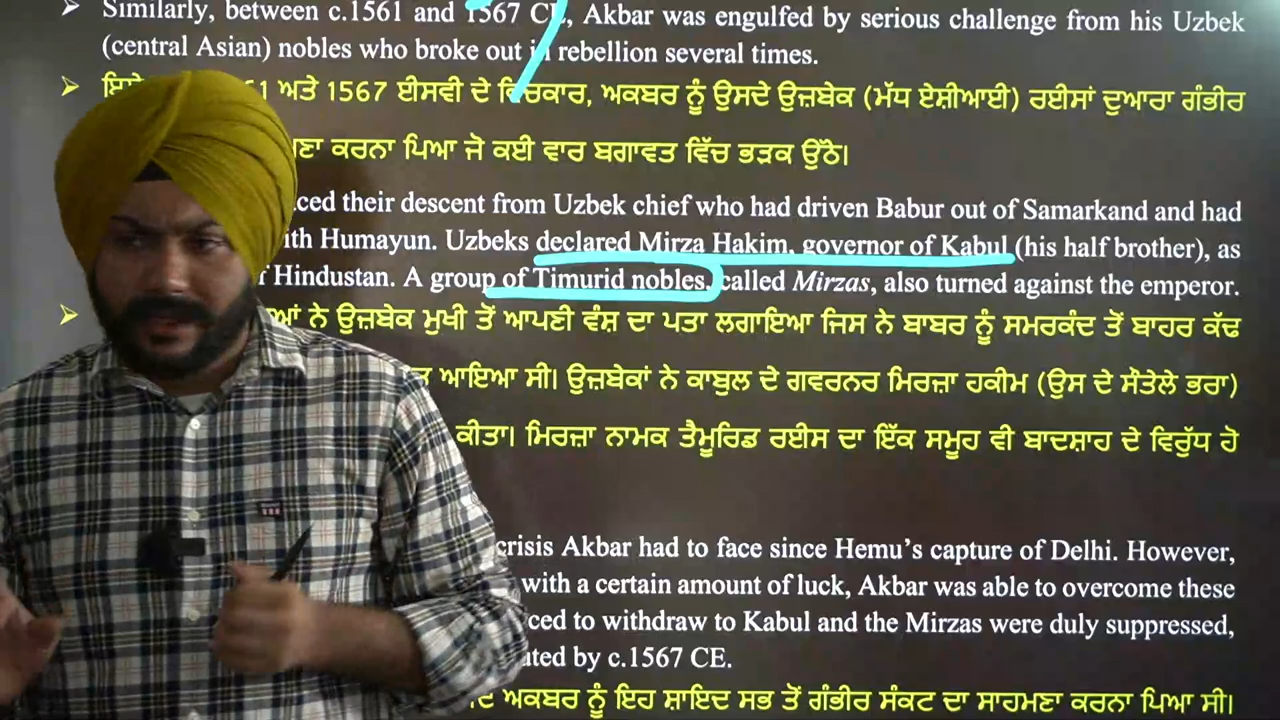 Similarly, between c.1561 and 1567 CE, Akbar was engulfed by serious challenge from his Uzbek
(central Asian) nobles who broke out in rebellion several times.
ਅਤੇ 1567 ਈਸਵੀ ਦੇ ਵਿਚਕਾਰ, ਅਕਬਰ ਨੂੰ ਉਸਦੇ ਉਜ਼ਬੇਕ (ਮੱਧ ਏਸ਼ੀਆਈ) ਰਈਸਾਂ ਦੁਆਰਾ ਗੰਭੀਰ
ਕਰਨਾ ਪਿਆ ਜੋ ਕਈ ਵਾਰ ਬਗਾਵਤ ਵਿੱਚ ਭੜਕ ਉੱਠੇ।
their descent from Uzbek chief who had driven Babur out of Samarkand and had
Humayun. Uzbeks declared Mirza Hakim, governor of Kabul (his half brother), as
Hindustan. A group of Timurid nobles, called Mirzas, also turned against the emperor.
ਨੇ ਉਜ਼ਬੇਕ ਮੁਖੀ ਤੋਂ ਆਪਣੀ ਵੰਸ਼ ਦਾ ਪਤਾ ਲਗਾਇਆ ਜਿਸ ਨੇ ਬਾਬਰ ਨੂੰ ਸਮਰਕੰਦ ਤੋਂ ਬਾਹਰ ਕੱਢ
ਆਇਆ ਸੀ। ਉਜ਼ਬੇਕਾਂ ਨੇ ਕਾਬੁਲ ਦੇ ਗਵਰਨਰ ਮਿਰਜ਼ਾ ਹਕੀਮ (ਉਸ ਦੇ ਸੌਤੇਲੇ ਭਰਾ)
ਕੀਤਾ। ਮਿਰਜ਼ਾ ਨਾਮਕ ਤੈਮੂਰਿਡ ਰਈਸ ਦਾ ਇੱਕ ਸਮੂਹ ਵੀ ਬਾਦਸ਼ਾਹ ਦੇ ਵਿਰੁੱਧ ਹੋ
crisis Akbar had to face since Hemu's capture of Delhi. However,
with a certain amount of luck, Akbar was able to overcome these
to withdraw to Kabul and the Mirzas were duly suppressed,
by c.1567 CE.
ਅਕਬਰ ਨੂੰ ਇਹ ਸ਼ਾਇਦ ਸਭ ਤੋਂ ਗੰਭੀਰ ਸੰਕਟ ਦਾ ਸਾਹਮਣਾ ਕਰਨਾ ਪਿਆ ਸੀ।